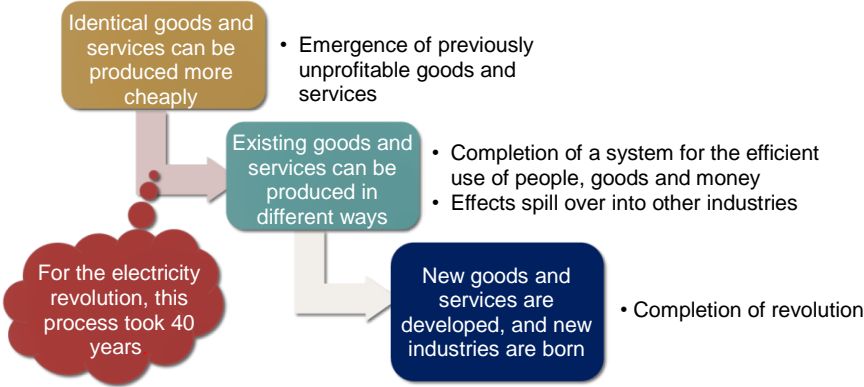 Identical goods and
services can be
produced more
cheaply
• Emergence of previously
unprofitable goods and
services
Existing goods and
services can be
produced in
different ways
• Completion of a system for the efficient
use of people, goods and money
• Effects spill over into other industries
For the electricity
revolution, this
process took 40
years.
New goods and
services are
developed, and new
industries are born
• Completion of revolution